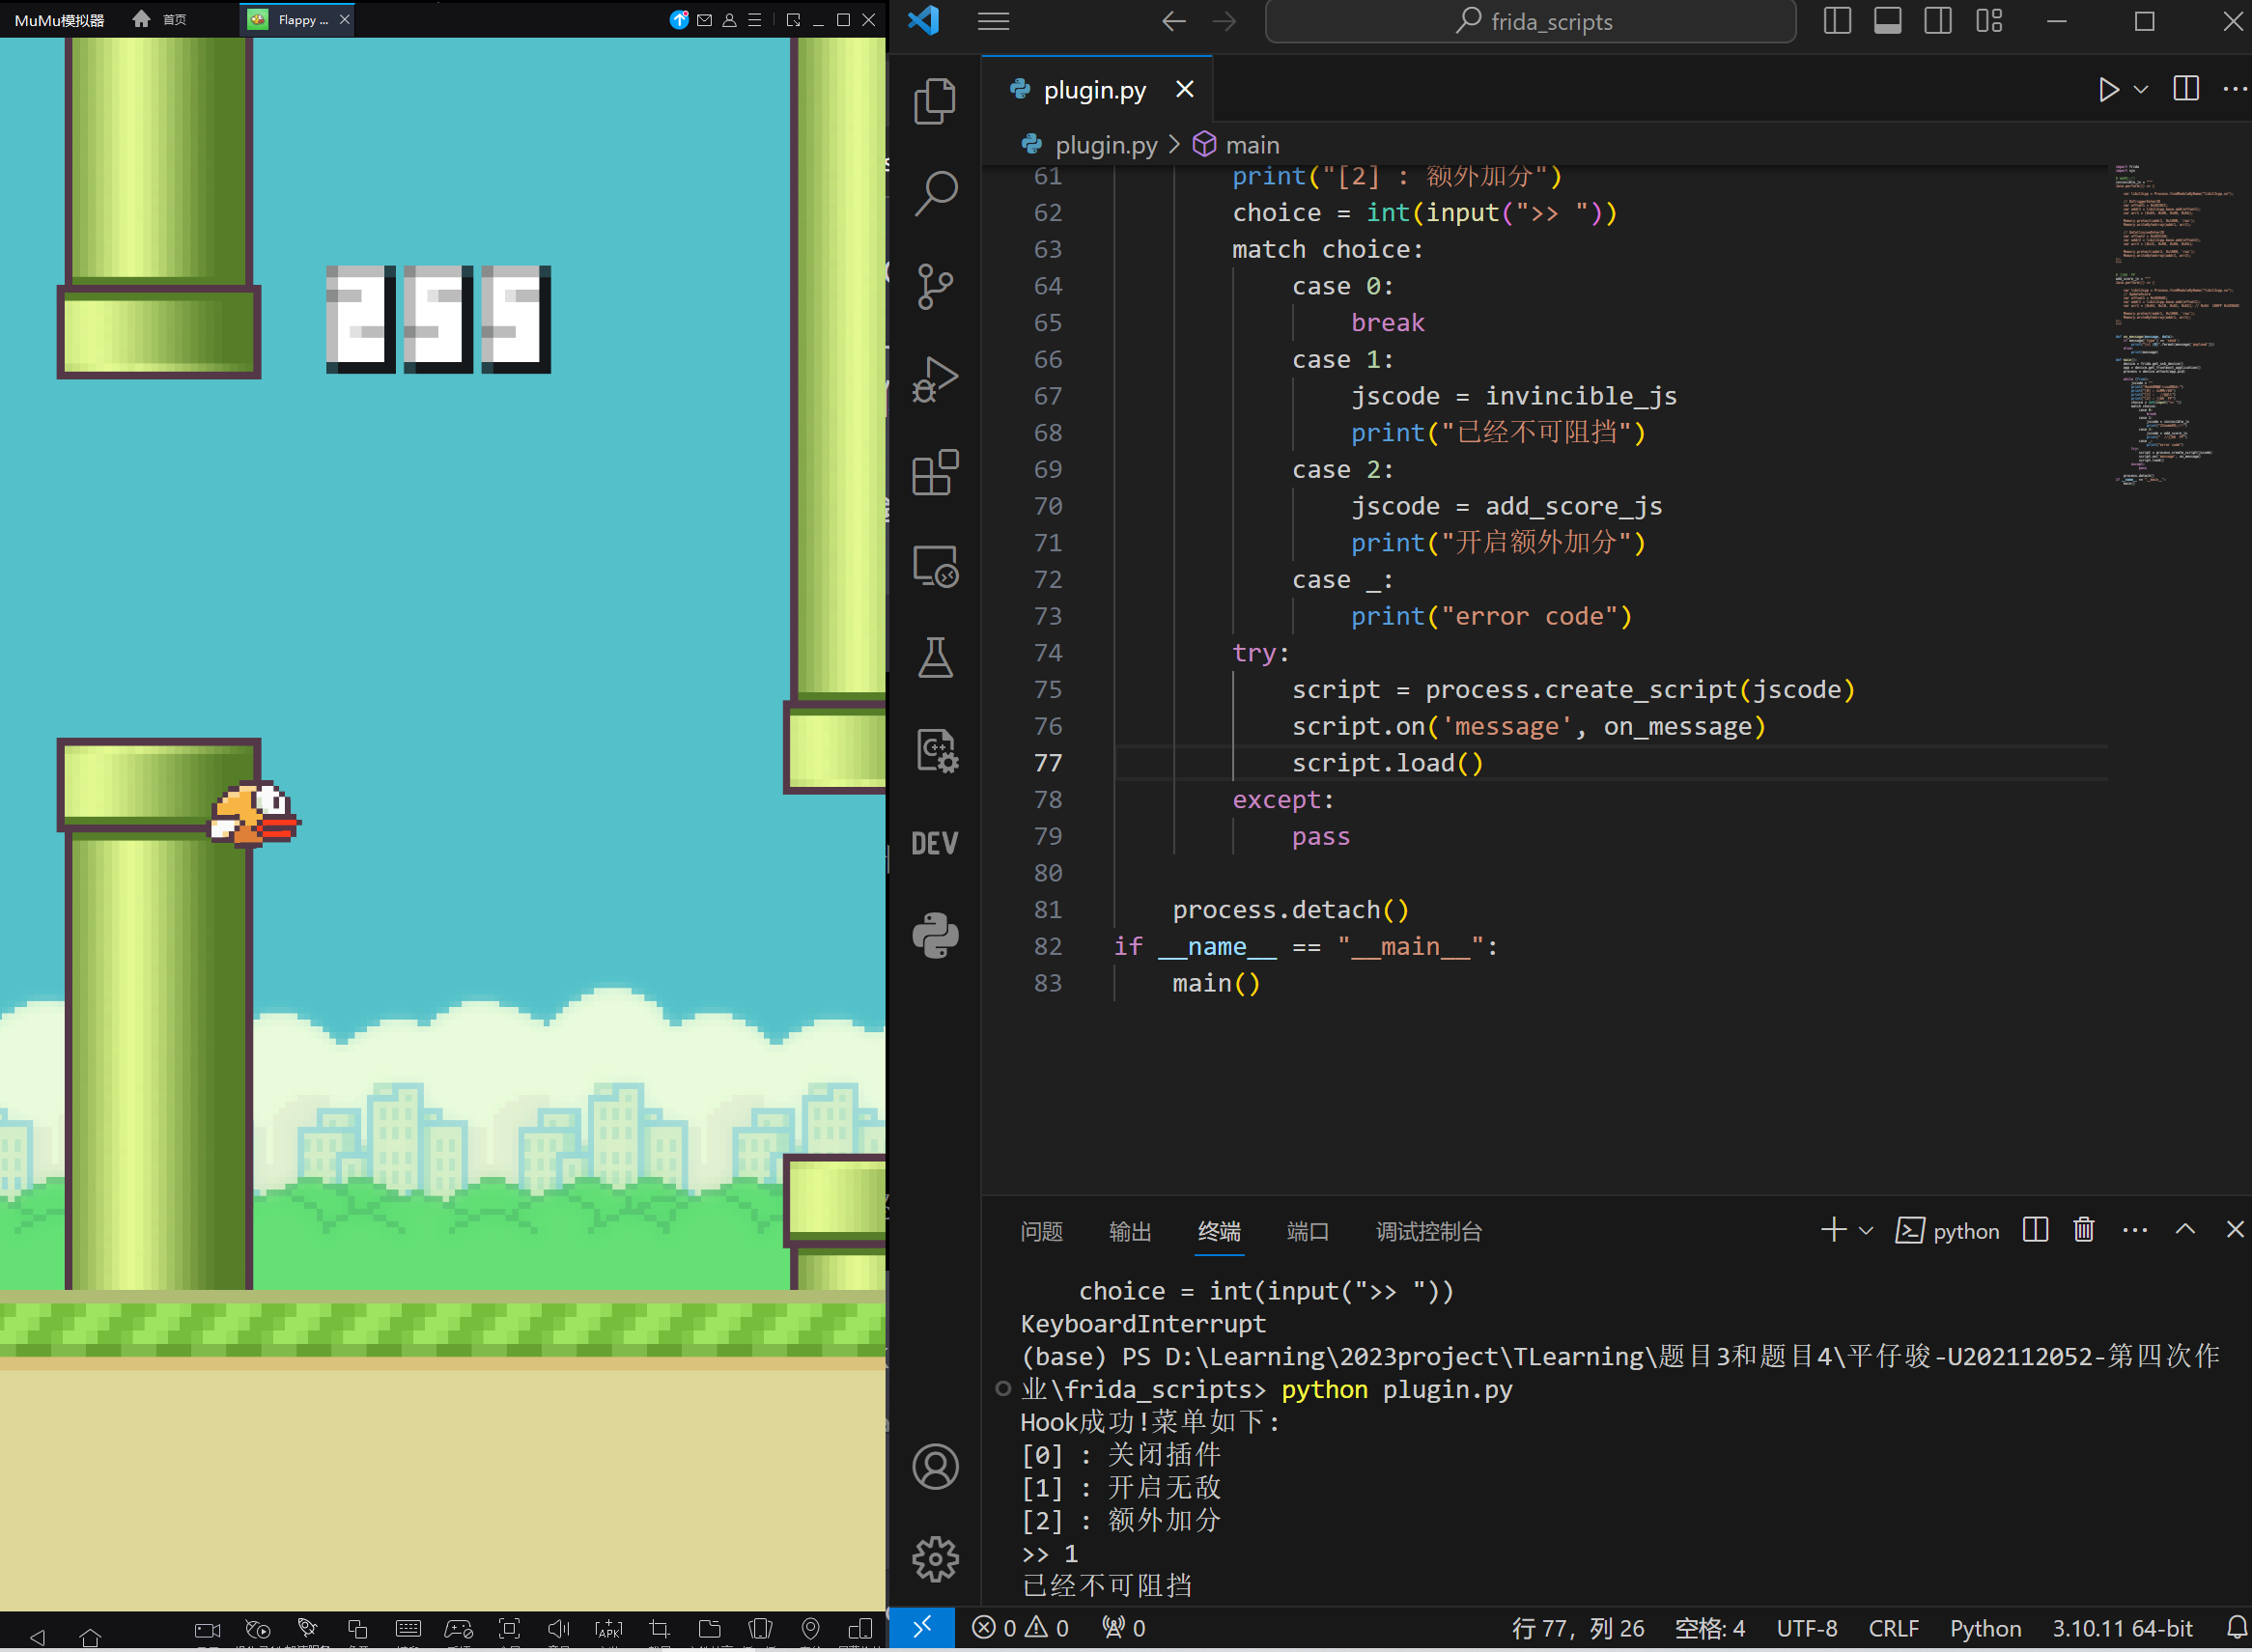 MuMu模拟器 首页 Flappy ...
255
frida_scripts
plugin.py
plugin.py > main
61 print("[2] : 额外加分")
62 choice = int(input(">> "))
63 match choice:
64 case 0:
65 break
66 case 1:
67 jscode = invincible_js
68 print("已经不可阻挡")
69 case 2:
70 jscode = add_score_js
71 print("开启额外加分")
72 case _:
73 print("error code")
74 try:
75 script = process.create_script(jscode)
76 script.on('message', on_message)
77 script.load()
78 except:
79 pass
80
81 process.detach()
82 if __name__ == "__main__":
83 main()
DEV
问题 输出 终端 端口 调试控制台 python
choice = int(input(">> "))
KeyboardInterrupt
(base) PS D:\Learning\2023project\TLearning\题目3和题目4\平仔骏-U202112052-第四次作
业\frida_scripts> python plugin.py
Hook成功!菜单如下:
[0] : 关闭插件
[1] : 开启无敌
[2] : 额外加分
>> 1
已经不可阻挡
0 0 0 行 77, 列 26 空格: 4 UTF-8 CRLF Python 3.10.11 64-bit